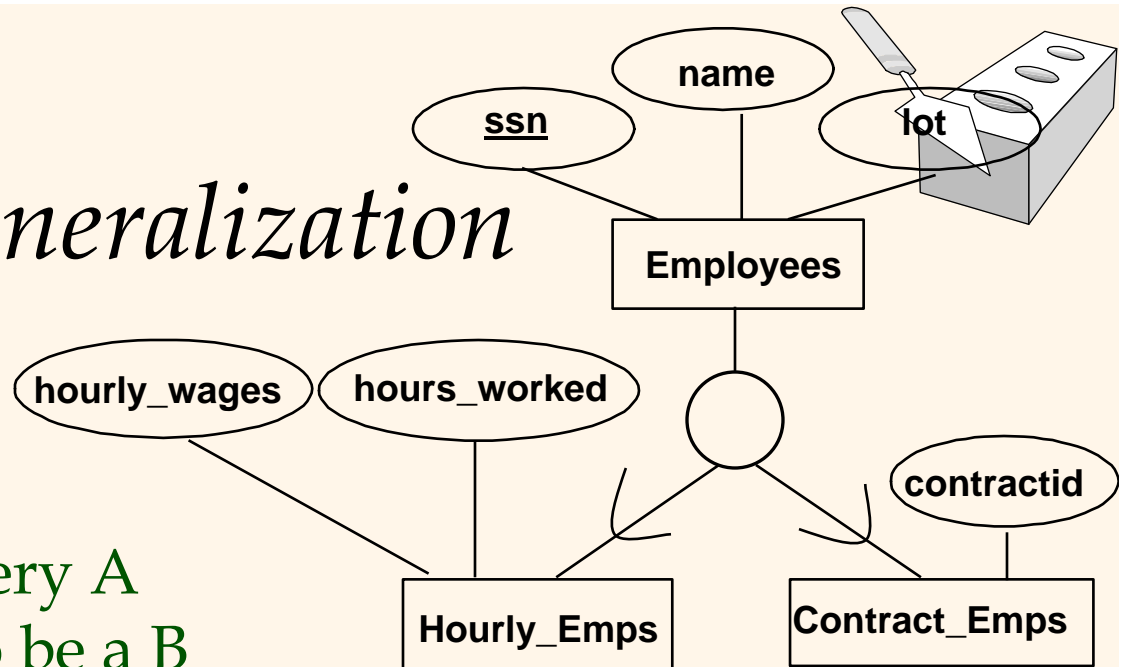 name
ssn
lot
neralization
Employees
hourly_wages
hours_worked
contractid
ery A
be a B
Hourly_Emps
Contract_Emps